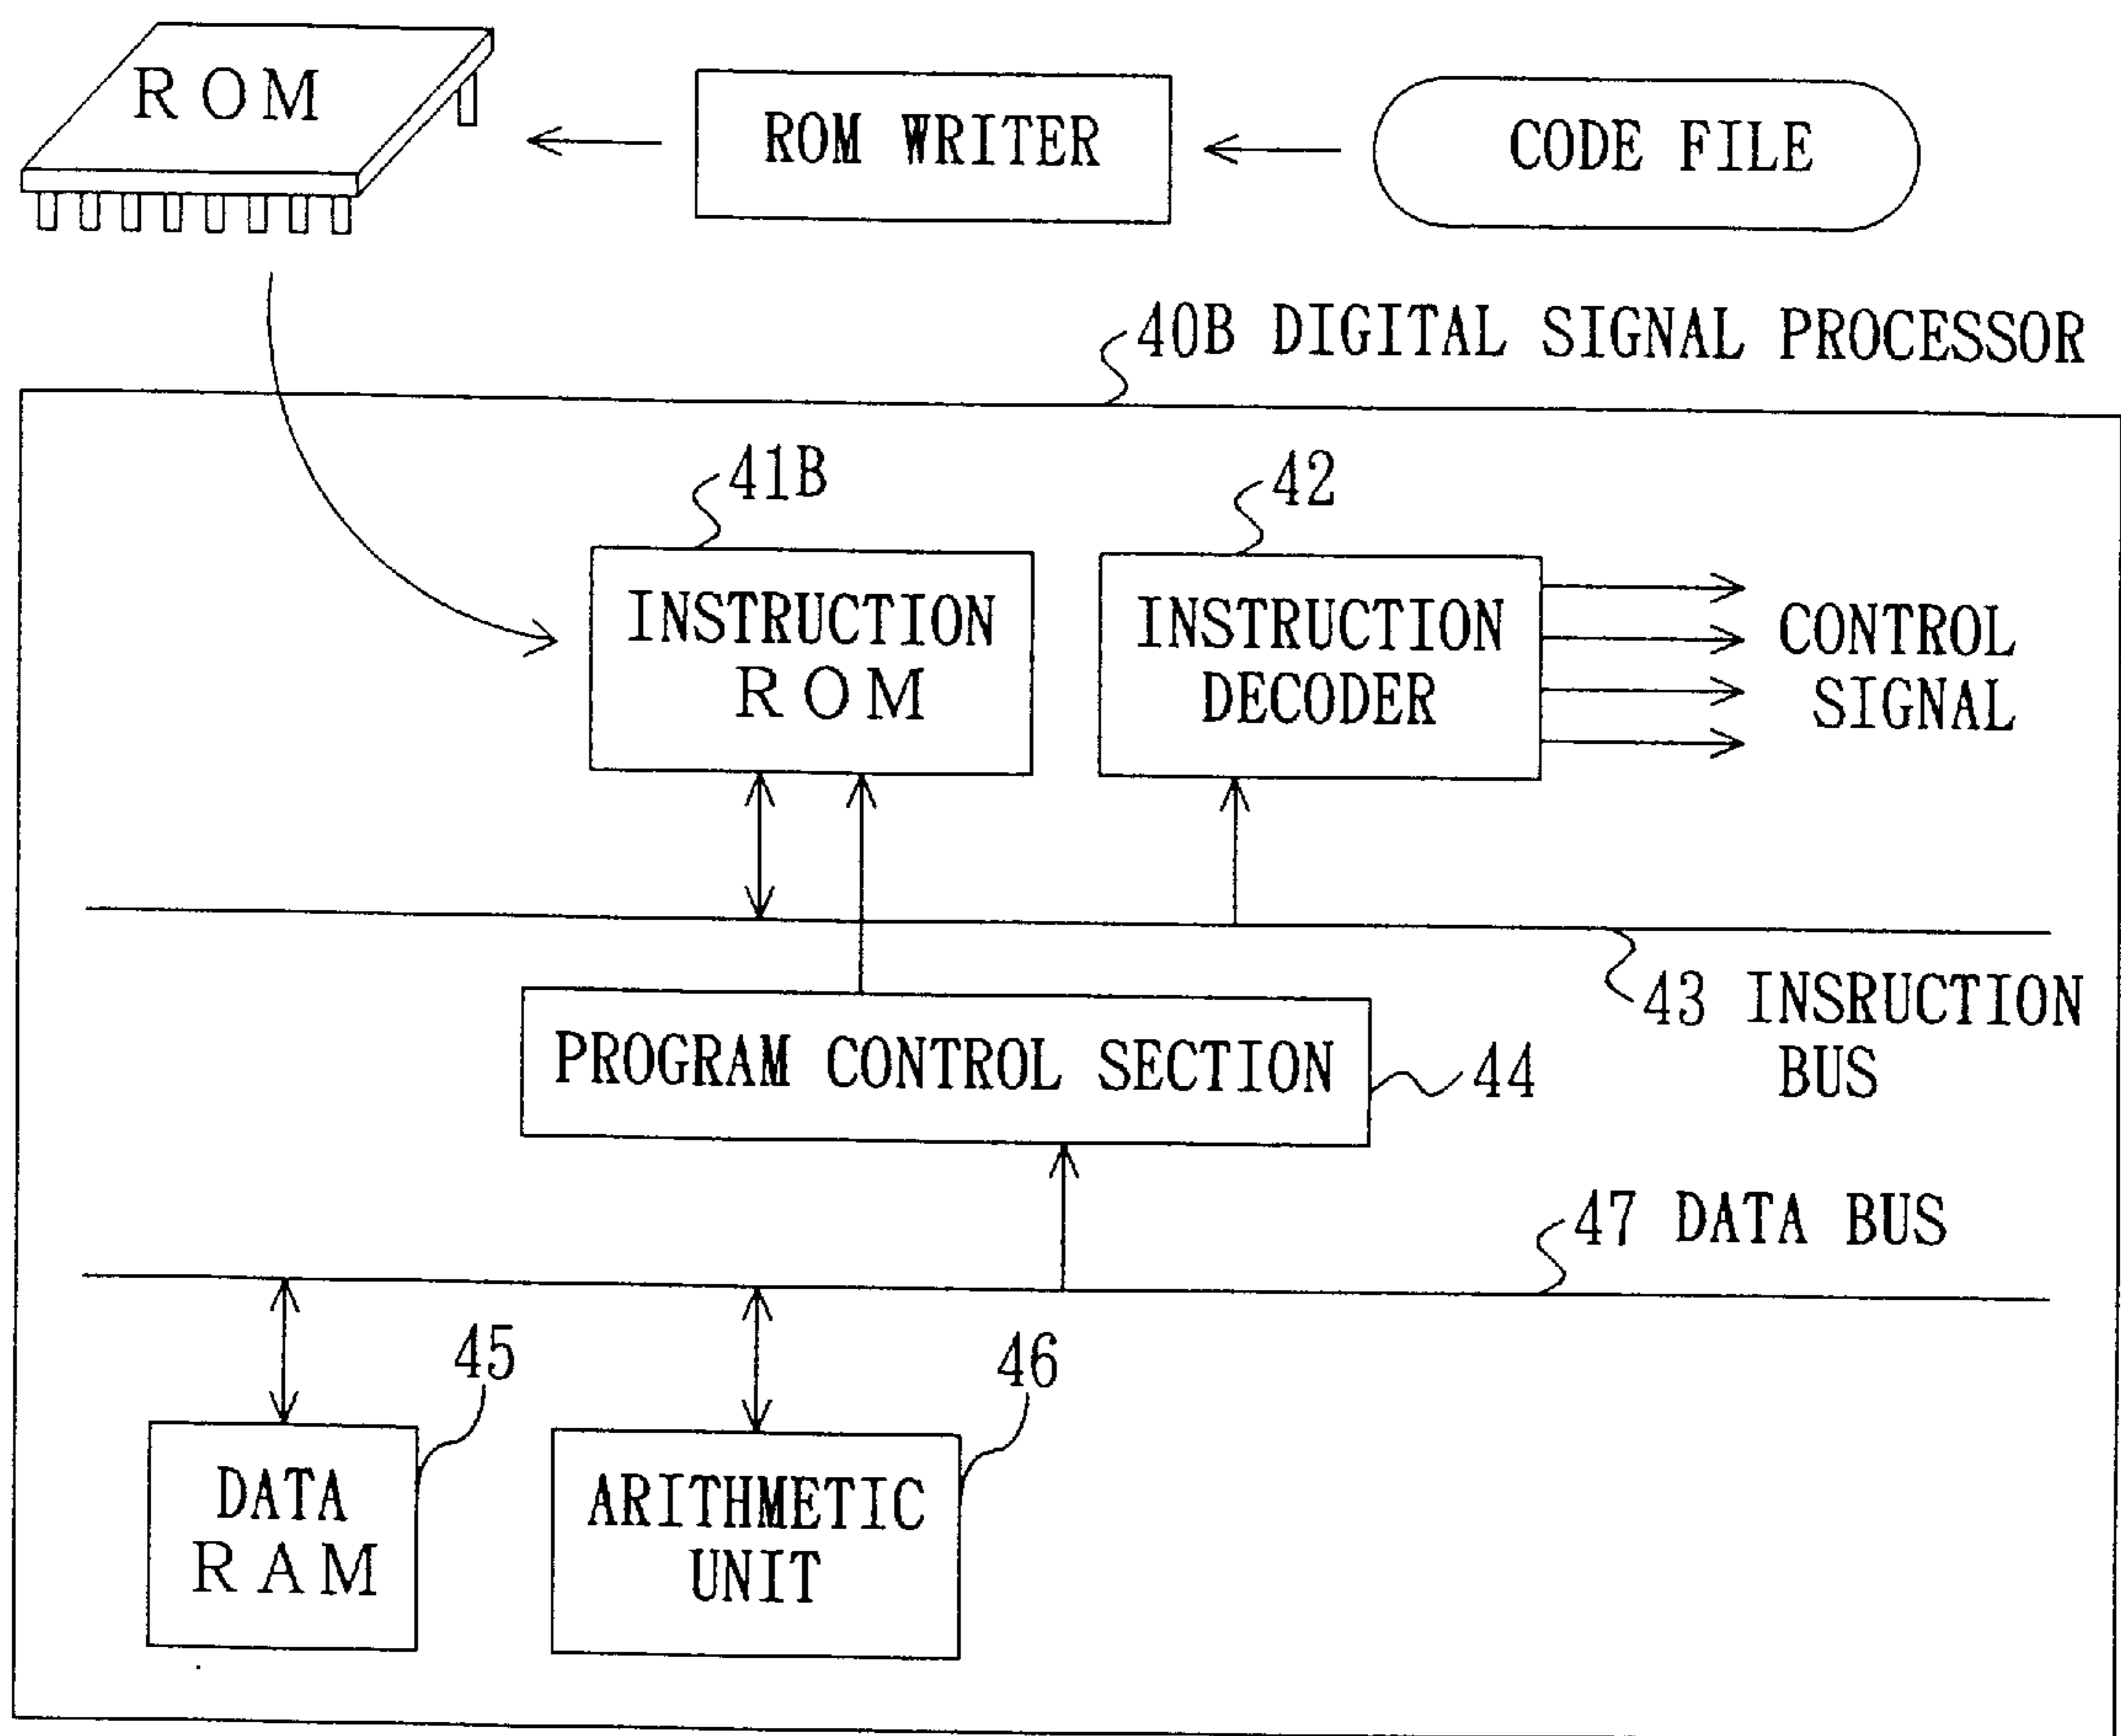 ROM
ROM WRITER
CODE FILE
40B DIGITAL SIGNAL PROCESSOR
41B
42
INSTRUCTION
ROM
INSTRUCTION
DECODER
CONTROL
SIGNAL
43 INSRUCTION
BUS
PROGRAM CONTROL SECTION
44
47 DATA BUS
45
46
DATA
RAM
ARITHMETIC
UNIT